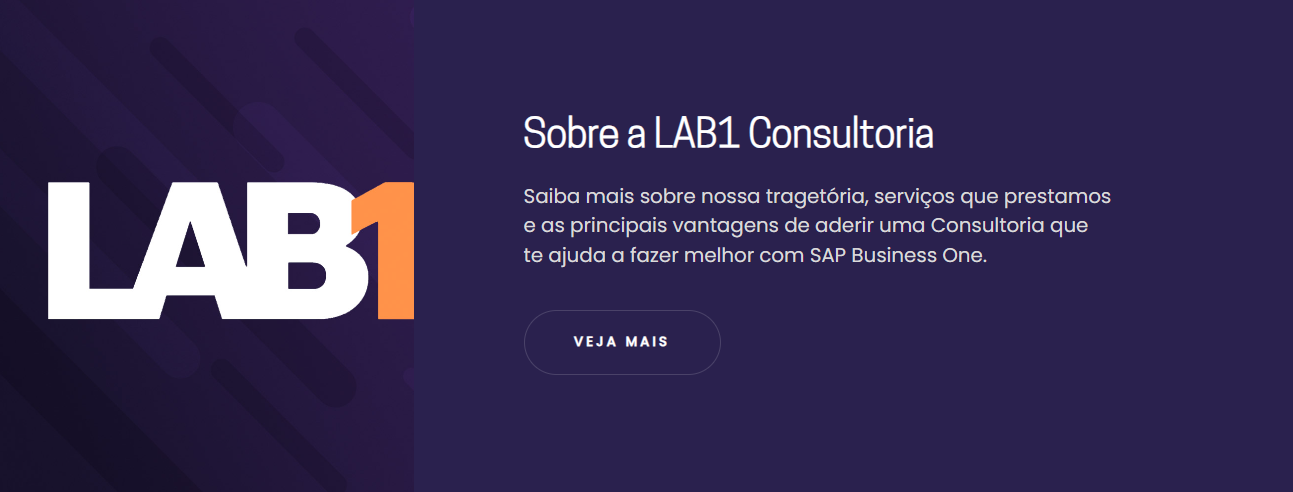 LAB1
Sobre a LAB1 Consultoria
Saiba mais sobre nossa tragetória, serviços que prestamos
e as principais vantagens de aderir uma Consultoria que
te ajuda a fazer melhor com SAP Business One.
VEJA MAIS